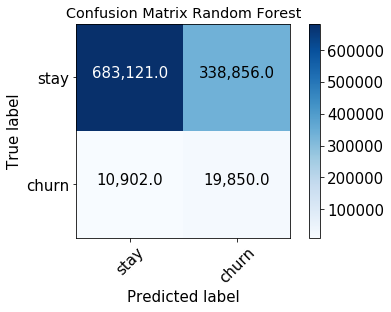 Confusion Matrix Random Forest
True label
stay
683,121.0 338,856.0
churn
10,902.0 19,850.0
stay churn
Predicted label
600000
500000
400000
300000
200000
100000